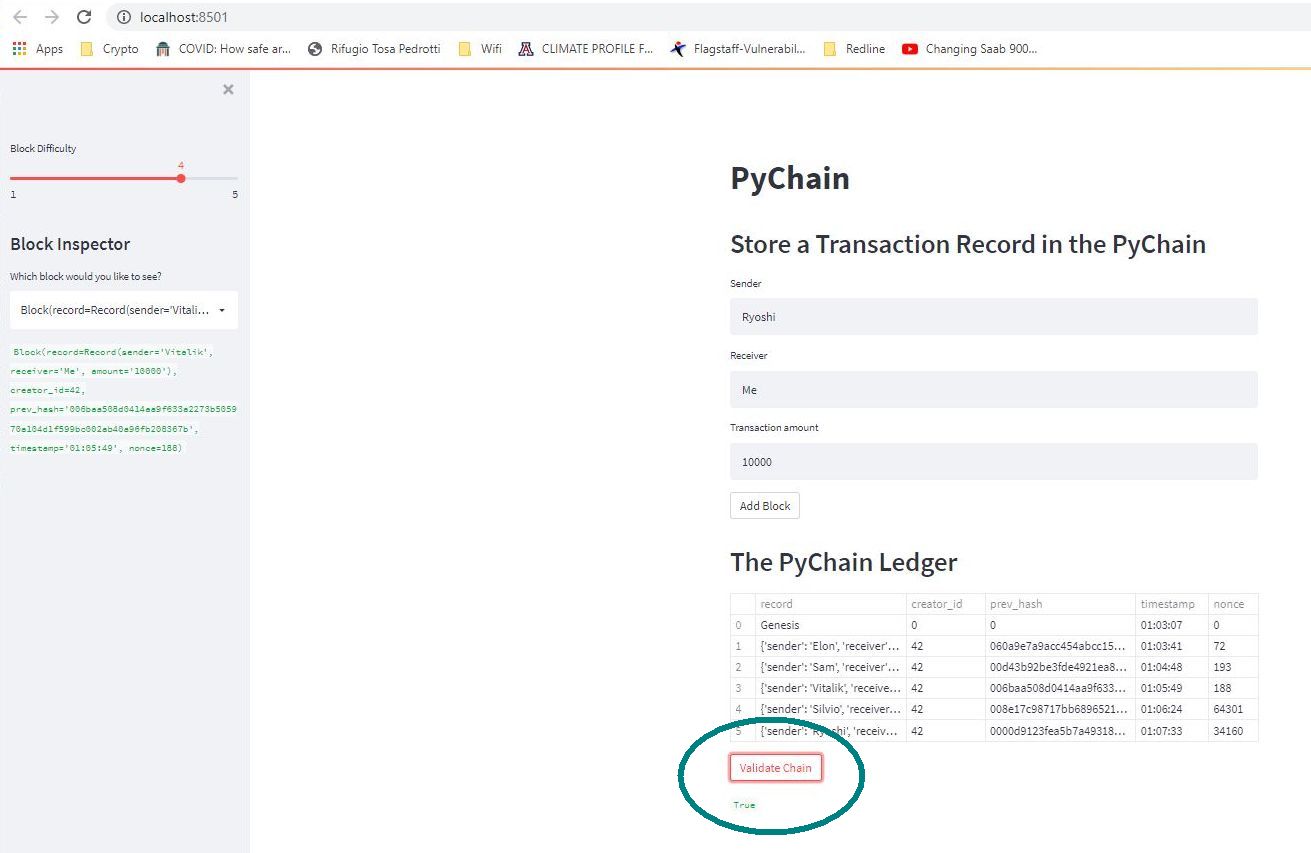 localhost:8501
Apps Crypto COVID: How safe ar... Rifugio Tosa Pedrotti Wifi CLIMATE PROFILE F... Flagstaff-Vulnerabil... Redline Changing Saab 900...
Block Difficulty
4
1 5
Block Inspector
Which block would you like to see?
Block(record=Record(sender='Vitali...
Block(record=Record(sender='Vitalik',
receiver='Me', amount='10000'),
creator_id=42,
prev_hash='006baa508d0414aa9f633a2273b5059
70a104d1f599bc002ab40a96fb208367b',
timestamp='01:05:49', nonce=188)
PyChain
Store a Transaction Record in the PyChain
Sender
Ryoshi
Receiver
Me
Transaction amount
10000
Add Block
The PyChain Ledger
record creator_id prev_hash timestamp nonce
0 Genesis 0 0 01:03:07 0
1 {'sender': 'Elon', 'receiver'... 42 060a9e7a9acc454abcc15... 01:03:41 72
2 {'sender': 'Sam', 'receiver'... 42 00d43b92be3fde4921ea8... 01:04:48 193
3 {'sender': 'Vitalik', 'receive... 42 006baa508d0414aa9f633... 01:05:49 188
4 {'sender': 'Silvio', 'receiver... 42 008e17c98717bb6896521... 01:06:24 64301
5 {'sender': 'Ryoshi', 'receiv... 42 0000d9123fea5b7a49318... 01:07:33 34160
Validate Chain
True